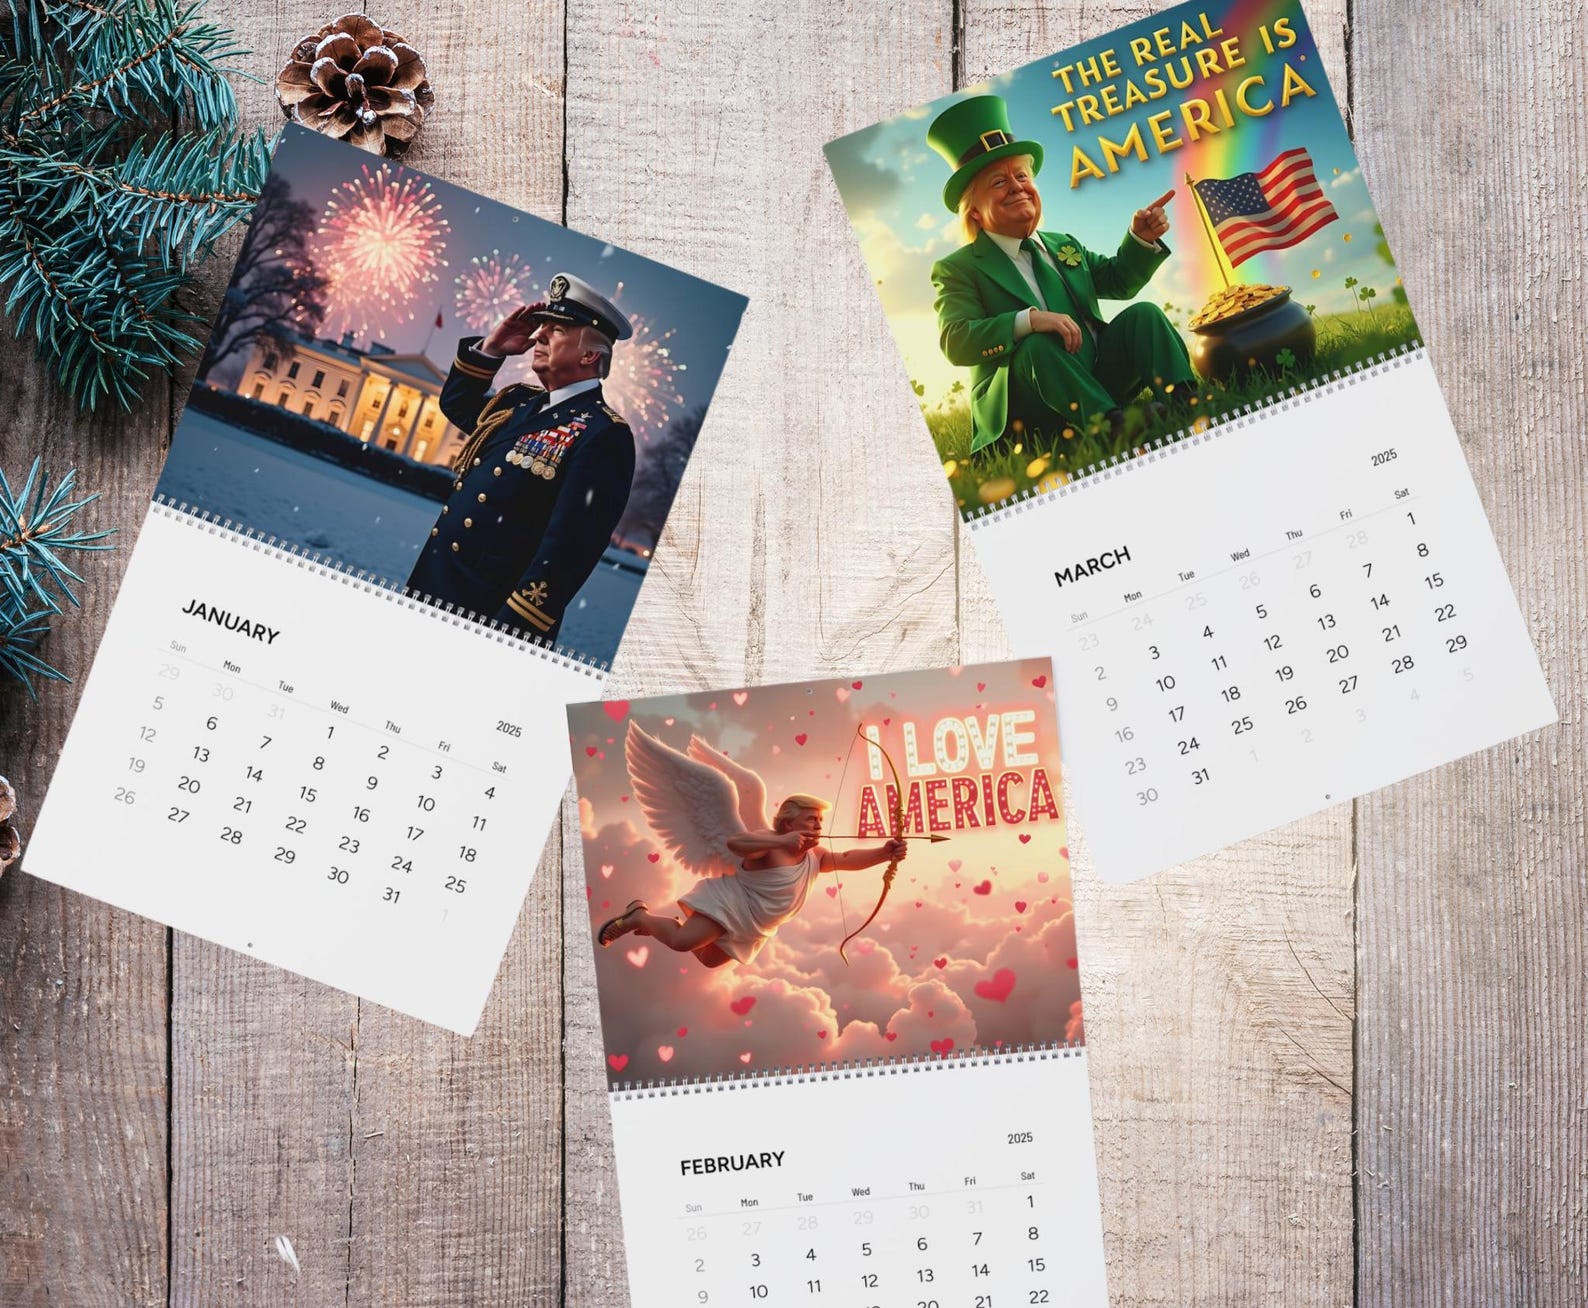 JANUARY
2025
Sun Mon Tue Wed Thu Fri Sat
29 30 31 1 2 3 4
5 6 7 8 9 10 11
12 13 14 15 16 17 18
19 20 21 22 23 24 25
26 27 28 29 30 31 1
THE REAL
TREASURE IS
AMERICA
MARCH
2025
Sun Mon Tue Wed Thu Fri Sat
23 24 25 26 27 28 1
2 3 4 5 6 7 8
9 10 11 12 13 14 15
16 17 18 19 20 21 22
23 24 25 26 27 28 29
30 31 1 2 3 4 5
I LOVE
AMERICA
FEBRUARY
2025
Sun Mon Tue Wed Thu Fri Sat
26 27 28 29 30 31 1
2 3 4 5 6 7 8
9 10 11 12 13 14 15
20 21 22